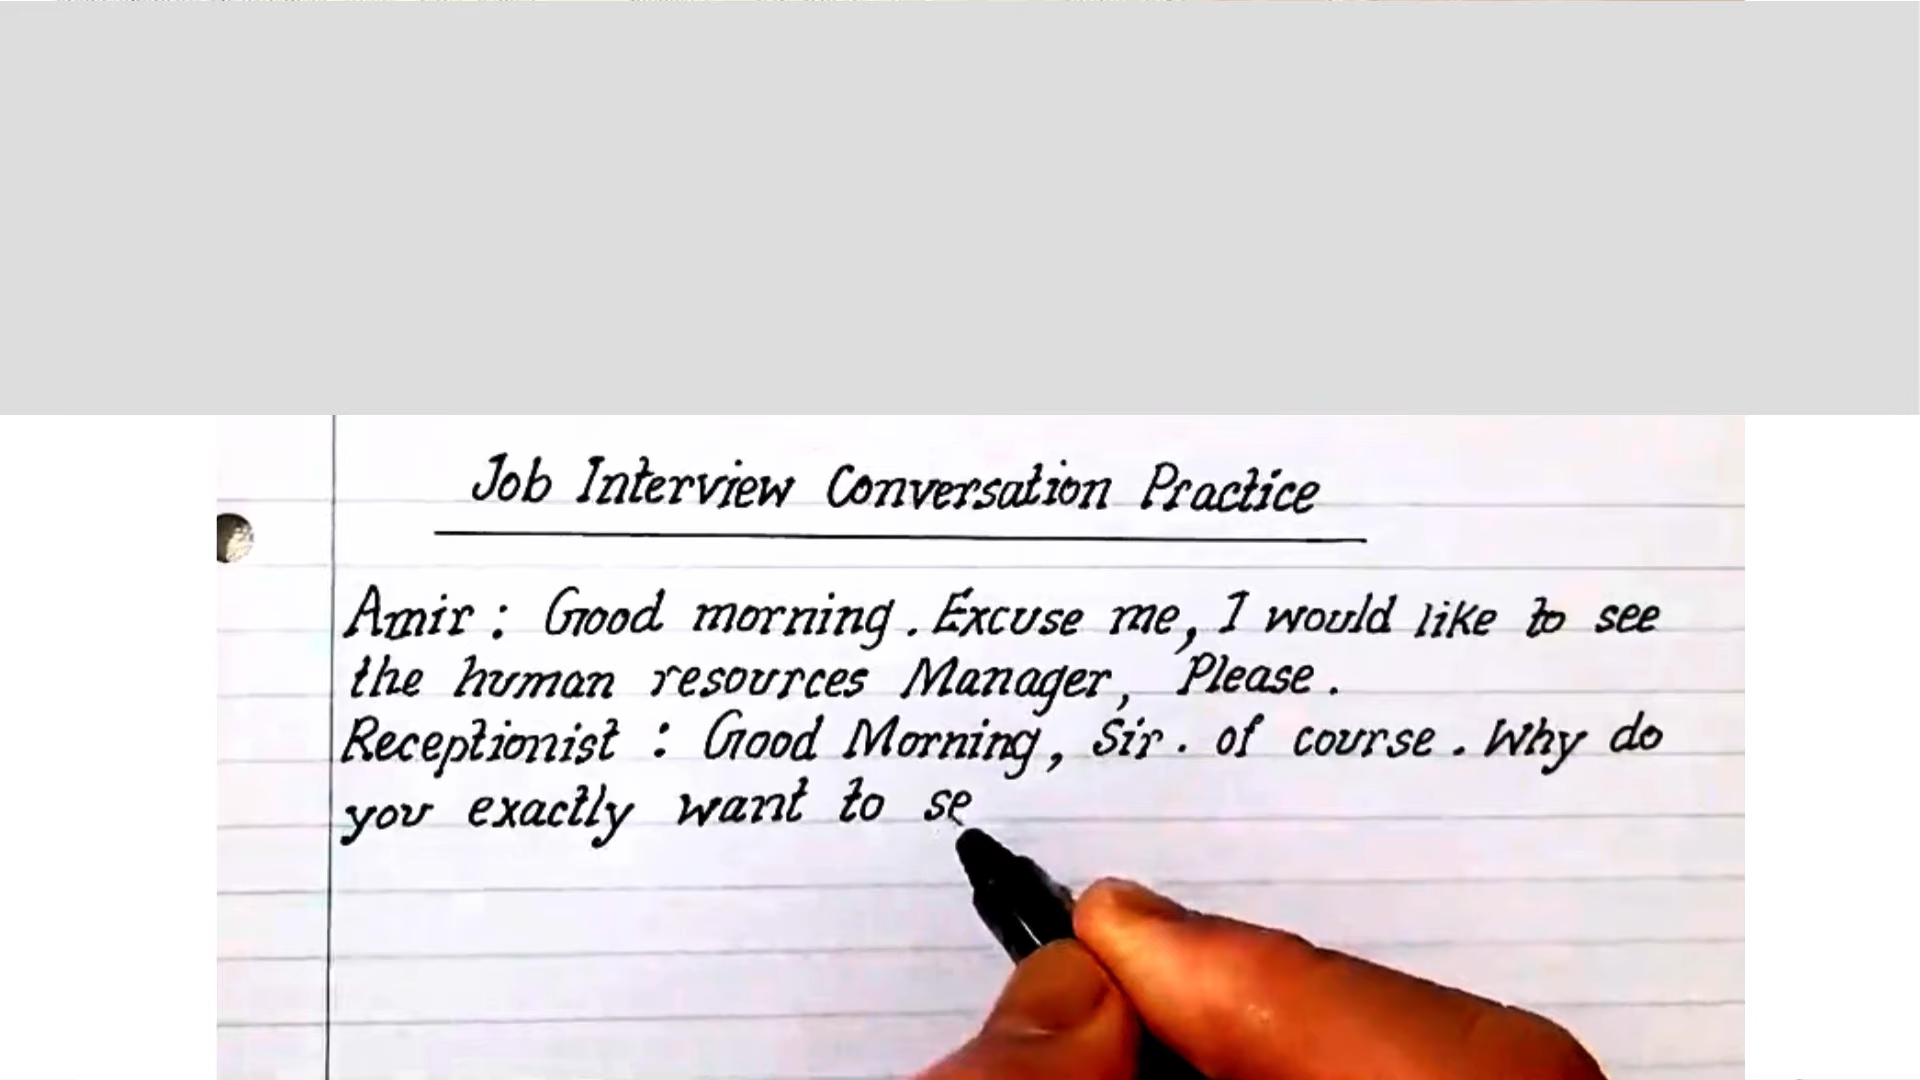 Job Interview Conversation Practice
Amir : Good morning. Excuse me, I would like to see
the human resources Manager, Please.
Receptionist : Good Morning, Sir. of course. Why do
you exactly want to se